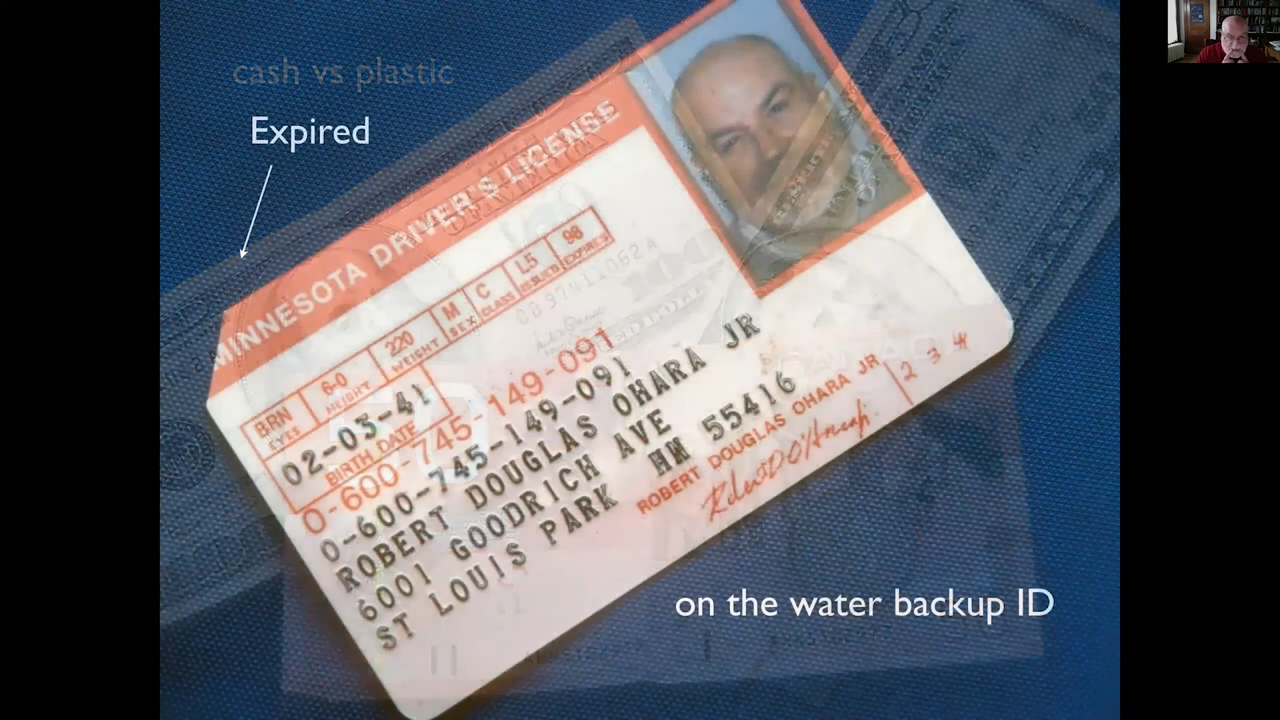 cash vs plastic
Expired
MINNESOTA DRIVER'S LICENSE
BRN 6-0 220 M C L5 98
EYES HEIGHT WEIGHT SEX CLASS ISSUED EXPIRES
02-03-41
BIRTH DATE
0-600-745-149-091
0-600-745-149-091
ROBERT DOUGLAS OHARA JR
6001 GOODRICH AVE
ST LOUIS PARK MM 55416
ROBERT DOUGLAS OHARA JR
2 3 4
on the water backup ID